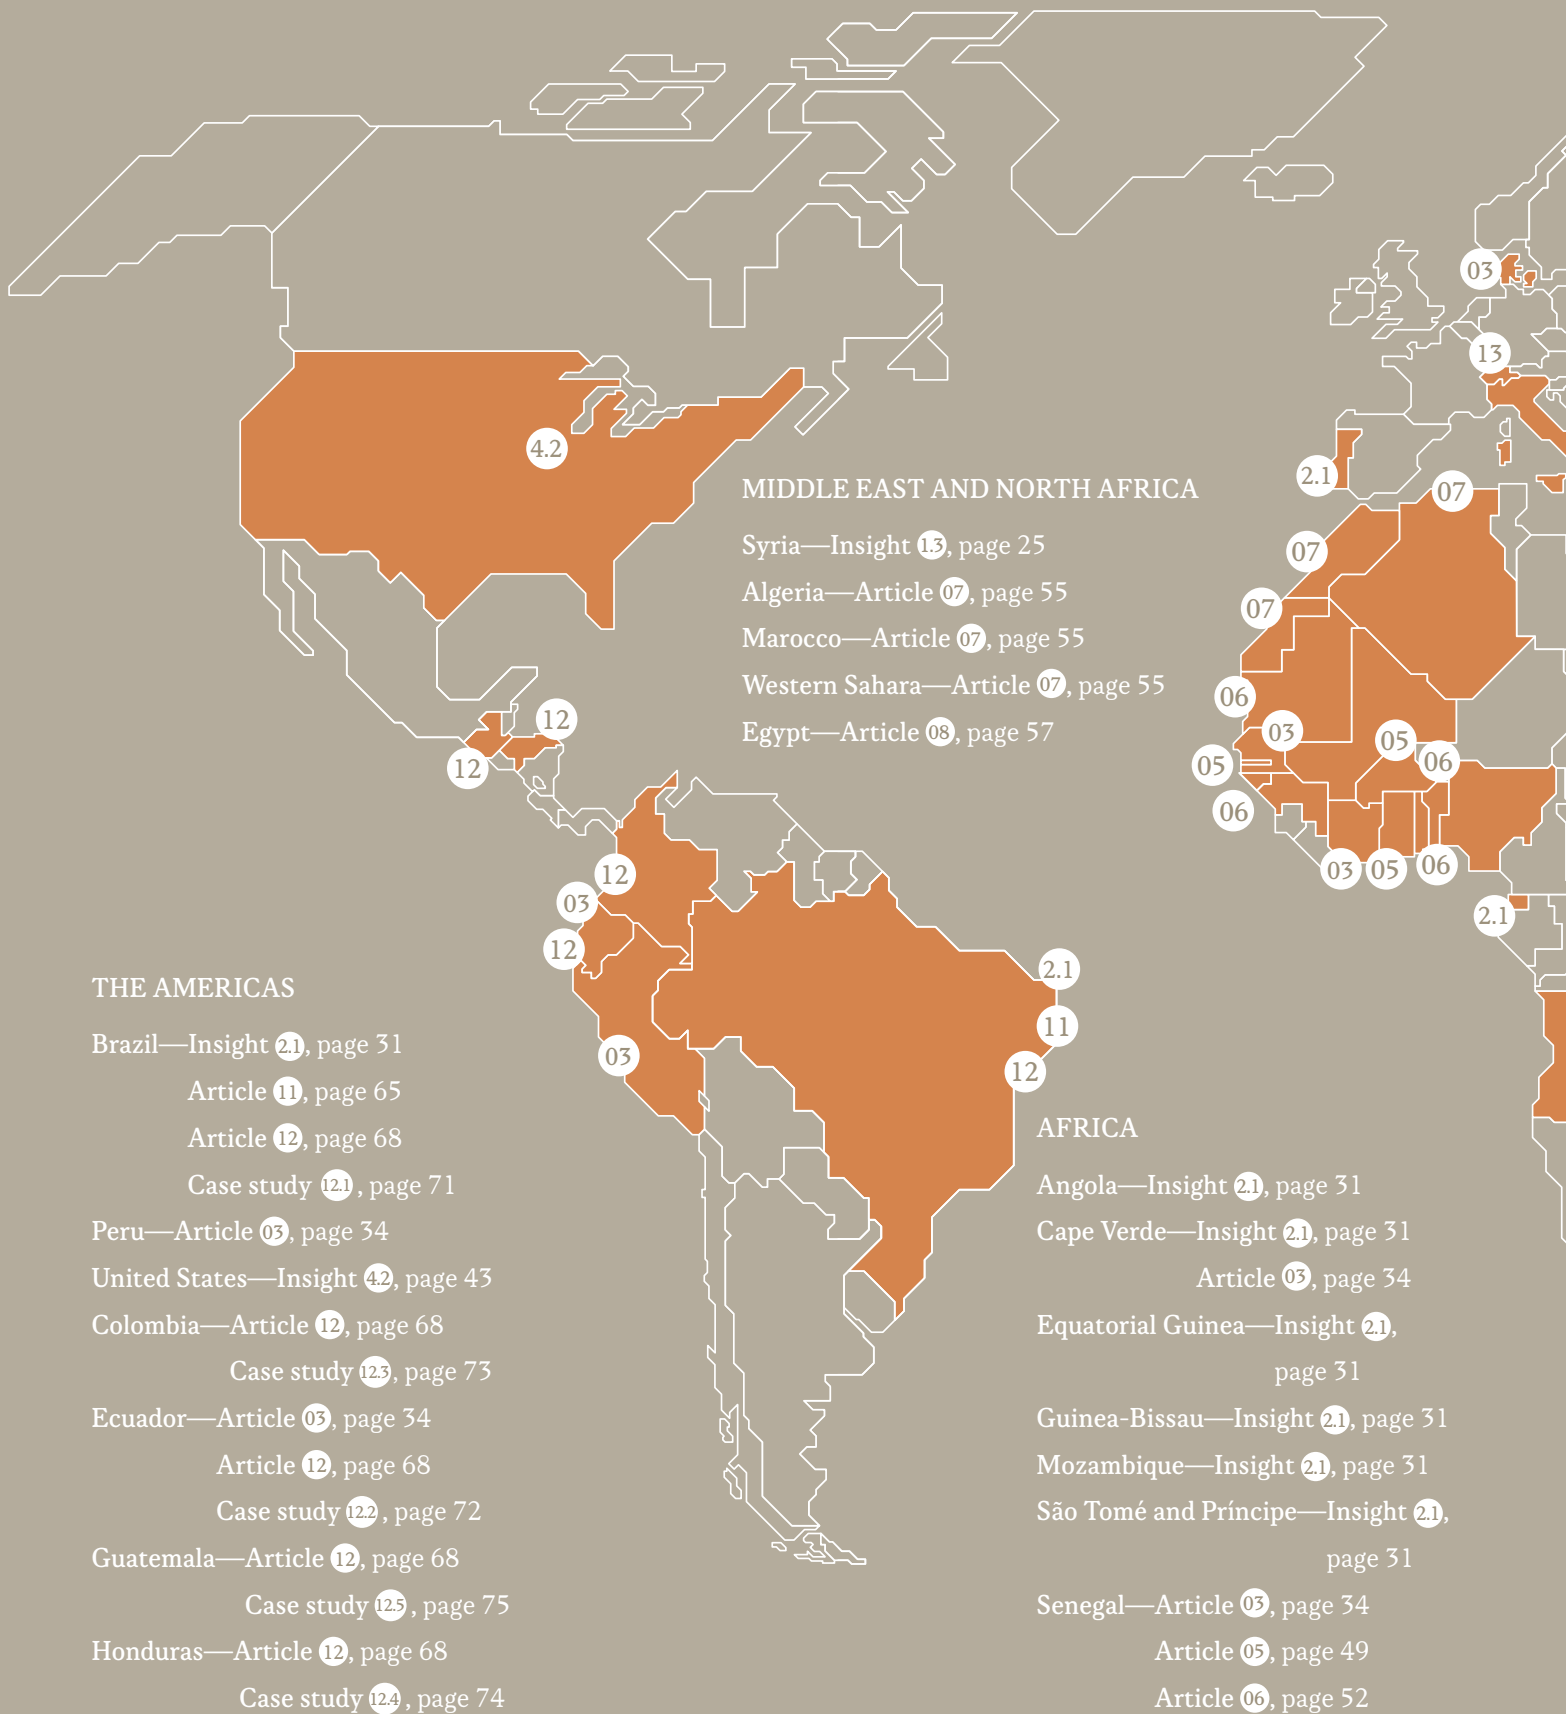 03
13
4.2
2.1
07
07
07
06
03
05
05
06
06
03
05
06
2.1
12
12
12
03
12
03
2.1
11
12
MIDDLE EAST AND NORTH AFRICA
Syria—Insight 1.3, page 25
Algeria—Article 07, page 55
Marocco—Article 07, page 55
Western Sahara—Article 07, page 55
Egypt—Article 08, page 57
THE AMERICAS
Brazil—Insight 2.1, page 31
Article 11, page 65
Article 12, page 68
Case study 12.1, page 71
Peru—Article 03, page 34
United States—Insight 4.2, page 43
Colombia—Article 12, page 68
Case study 12.3, page 73
Ecuador—Article 03, page 34
Article 12, page 68
Case study 12.2, page 72
Guatemala—Article 12, page 68
Case study 12.5, page 75
Honduras—Article 12, page 68
Case study 12.4, page 74
AFRICA
Angola—Insight 2.1, page 31
Cape Verde—Insight 2.1, page 31
Article 03, page 34
Equatorial Guinea—Insight 2.1,
page 31
Guinea-Bissau—Insight 2.1, page 31
Mozambique—Insight 2.1, page 31
São Tomé and Príncipe—Insight 2.1,
page 31
Senegal—Article 03, page 34
Article 05, page 49
Article 06, page 52